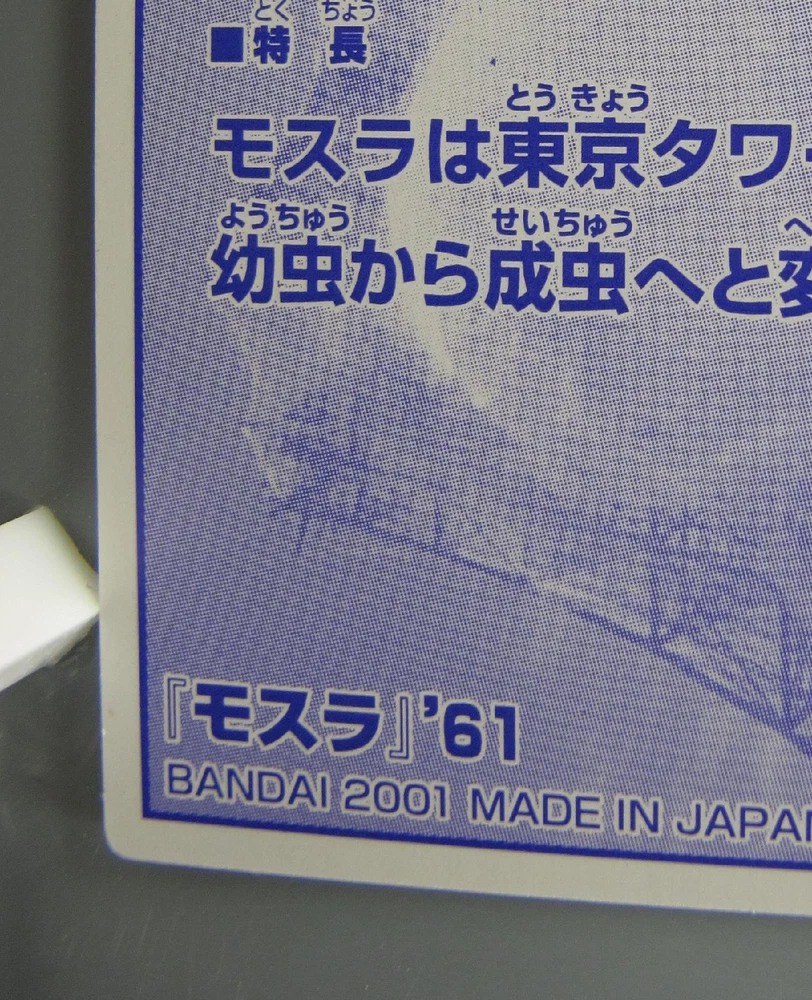 とく ちょう
■特 長
とう きょう
モスラは東京タワー
ようちゅう せいちゅう へ
幼虫から成虫へと変
『モスラ』'61
BANDAI 2001 MADE IN JAPAN